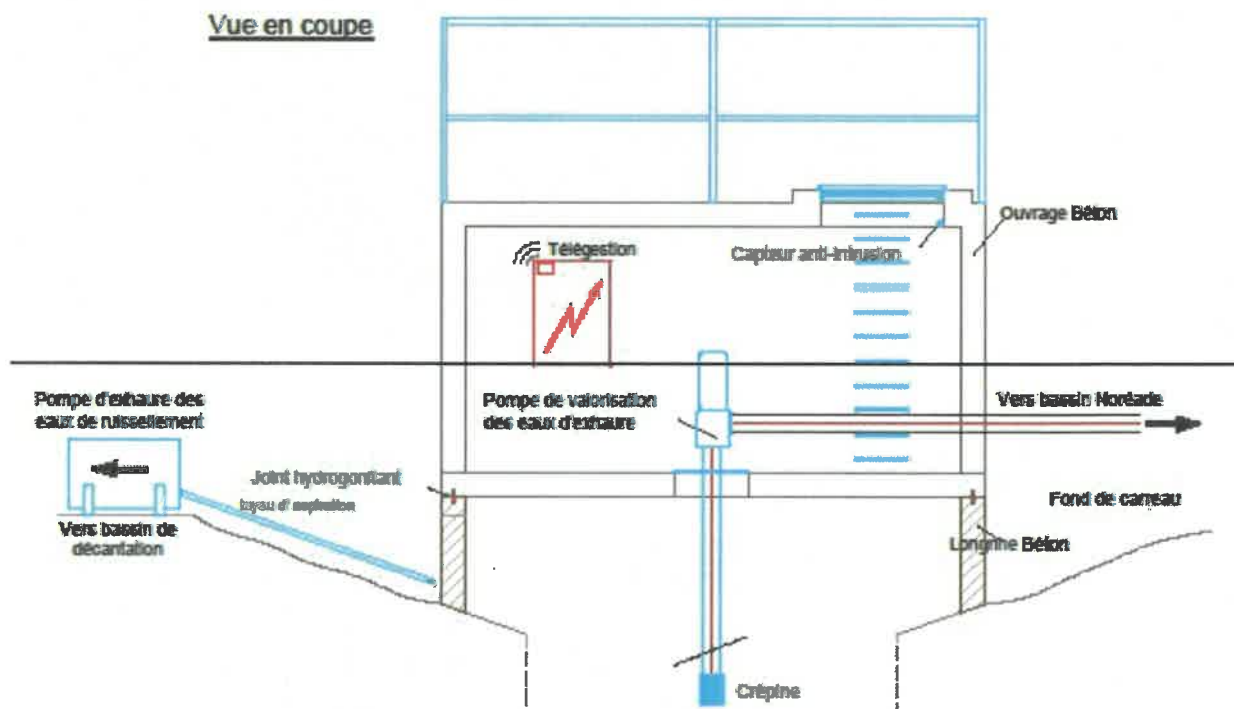 Vue en coupe
Ouvrage Béton
Télégestion
Capteur anti-intrusion
Pompe d'exhaure des
eaux de ruissellement
Pompe de valorisation
des eaux d'exhaure
Vers bassin Noréade
Joint hydrogonflant
tuyau d'aspiration
Fond de carreau
Vers bassin de
décantation
Longrine Béton
Crépine